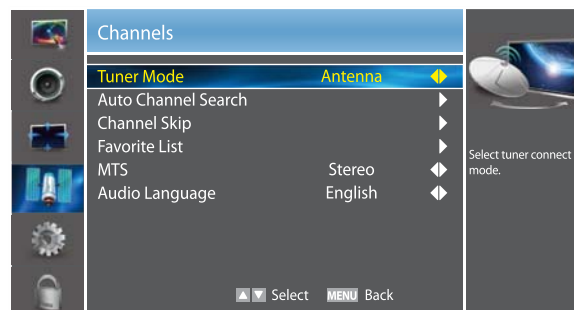 Channels
Tuner Mode Antenna
Auto Channel Search
Channel Skip
Favorite List
MTS Stereo
Audio Language English
Select MENU Back
Select tuner connect
mode.